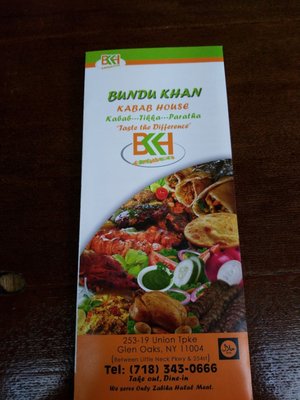 BKH
BUNDU KHAN
KABAB HOUSE
Kabab---Tikka---Paratha
"Taste the Difference"
BKH
253-19 Union Tpke
Glen Oaks, NY 11004
(Between Little Neck Pkwy & 254st)
Tel: (718) 343-0666
Take out, Dine-in
We serve Only Zabiha Halal Meat.